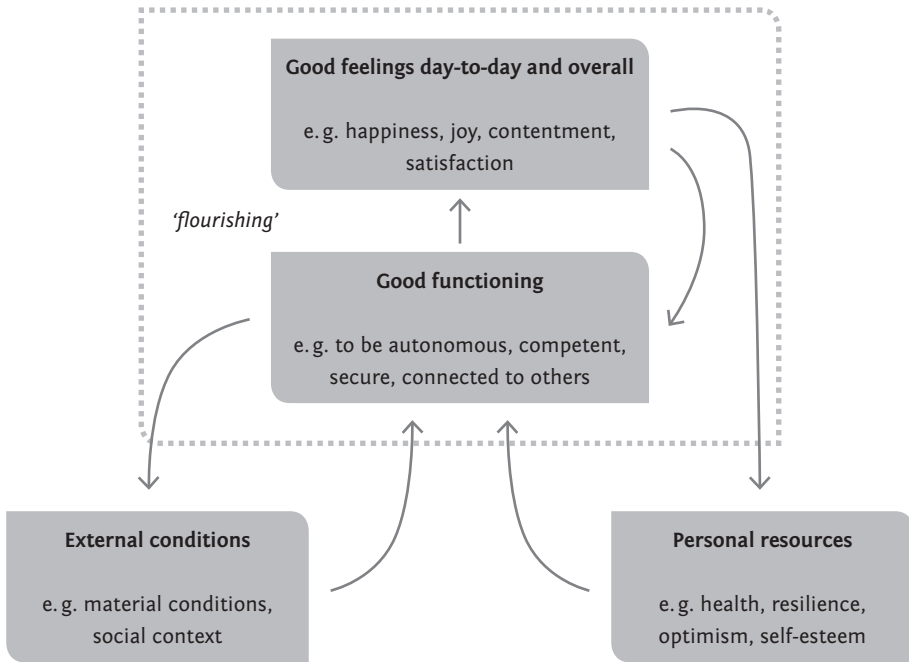 Good feelings day-to-day and overall
e. g. happiness, joy, contentment,
satisfaction
‘flourishing’
Good functioning
e. g. to be autonomous, competent,
secure, connected to others
External conditions
e. g. material conditions,
social context
Personal resources
e. g. health, resilience,
optimism, self-esteem